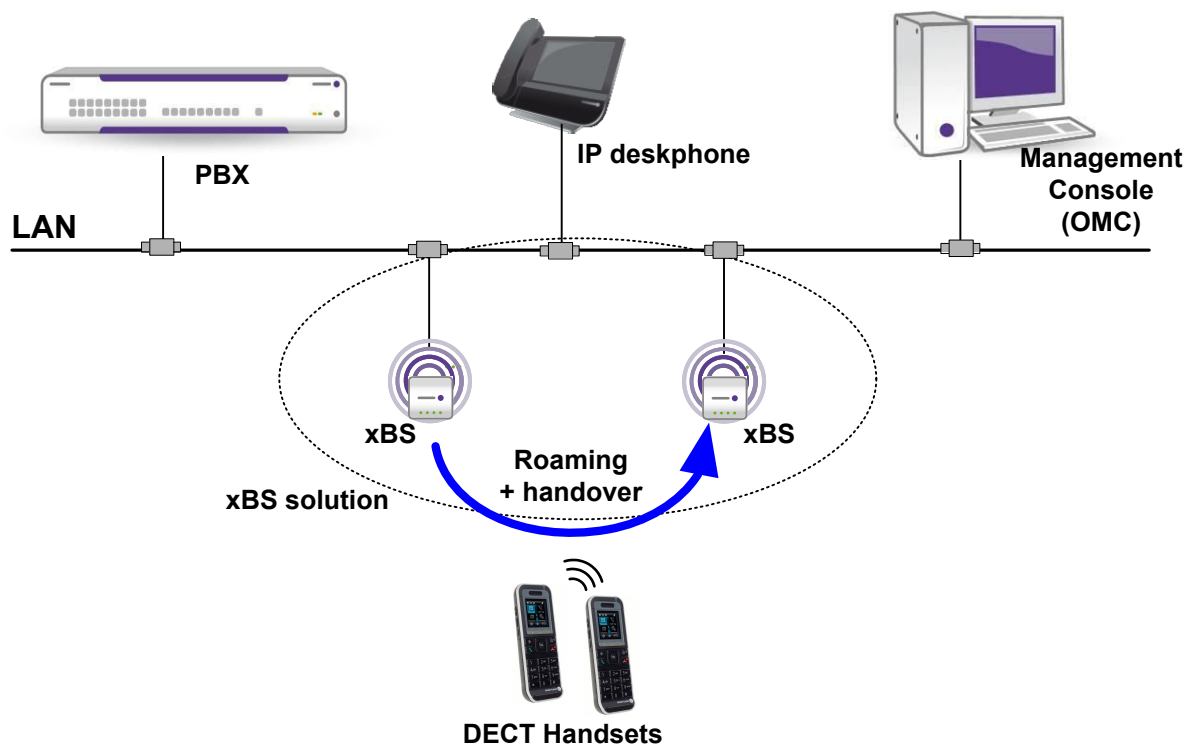 PBX
IP deskphone
Management
Console
(OMC)
LAN
xBS
xBS
Roaming
+ handover
xBS solution
DECT Handsets